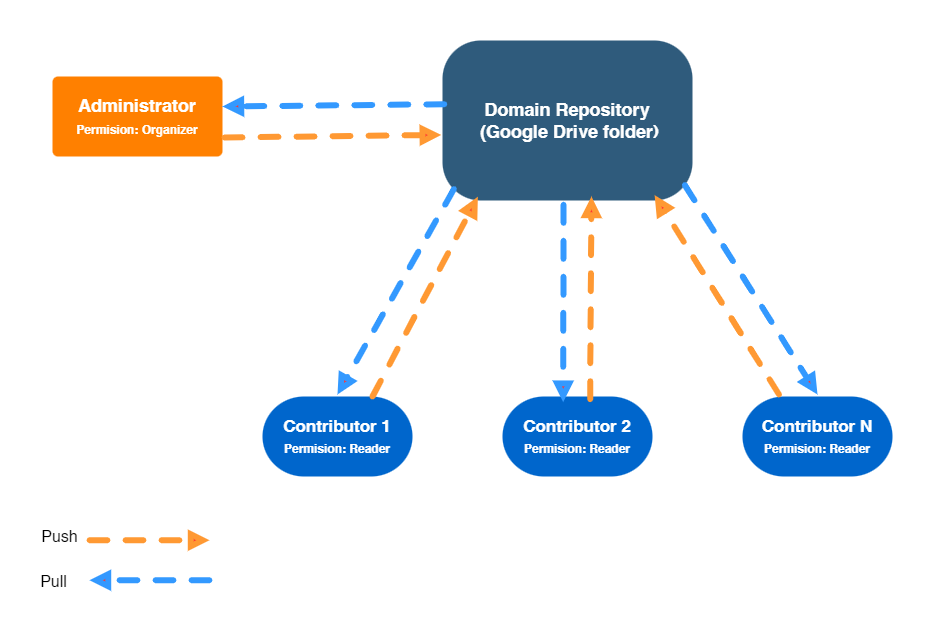 Administrator
Permision: Organizer
Domain Repository
(Google Drive folder)
Contributor 1
Permision: Reader
Contributor 2
Permision: Reader
Contributor N
Permision: Reader
Push
Pull